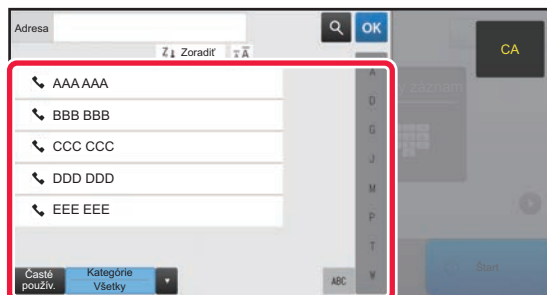 Adresa
OK
Zoradiť
CA
AAA AAA
BBB BBB
CCC CCC
DDD DDD
EEE EEE
A
D
G
J
M
P
T
W
záznam
Časté
použív.
Kategórie
Všetky
ABC
Start